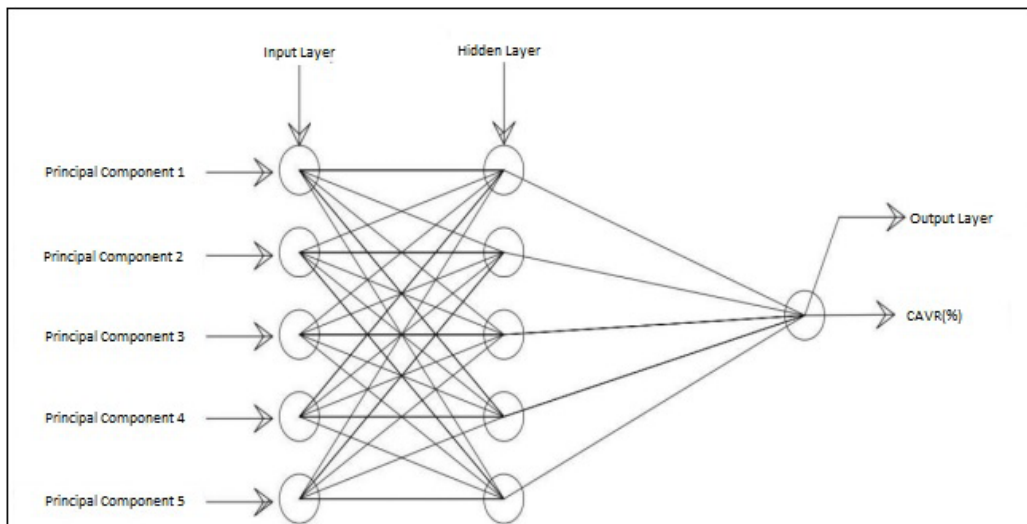 Input Layer
Hidden Layer
Principal Component 1
Output Layer
Principal Component 2
CAVR(%)
Principal Component 3
Principal Component 4
Principal Component 5